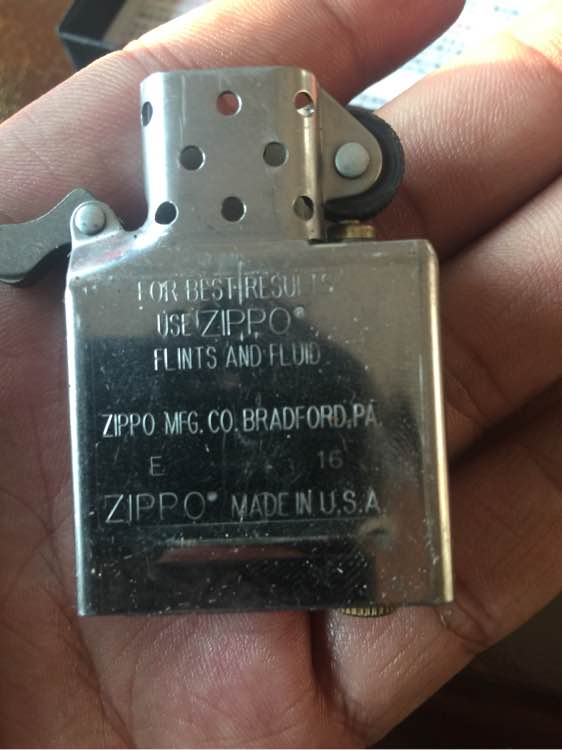 FOR BEST RESULTS
USE ZIPPO®
FLINTS AND FLUID
ZIPPO MFG. CO. BRADFORD, PA.
E 16
ZIPPO® MADE IN U.S.A.